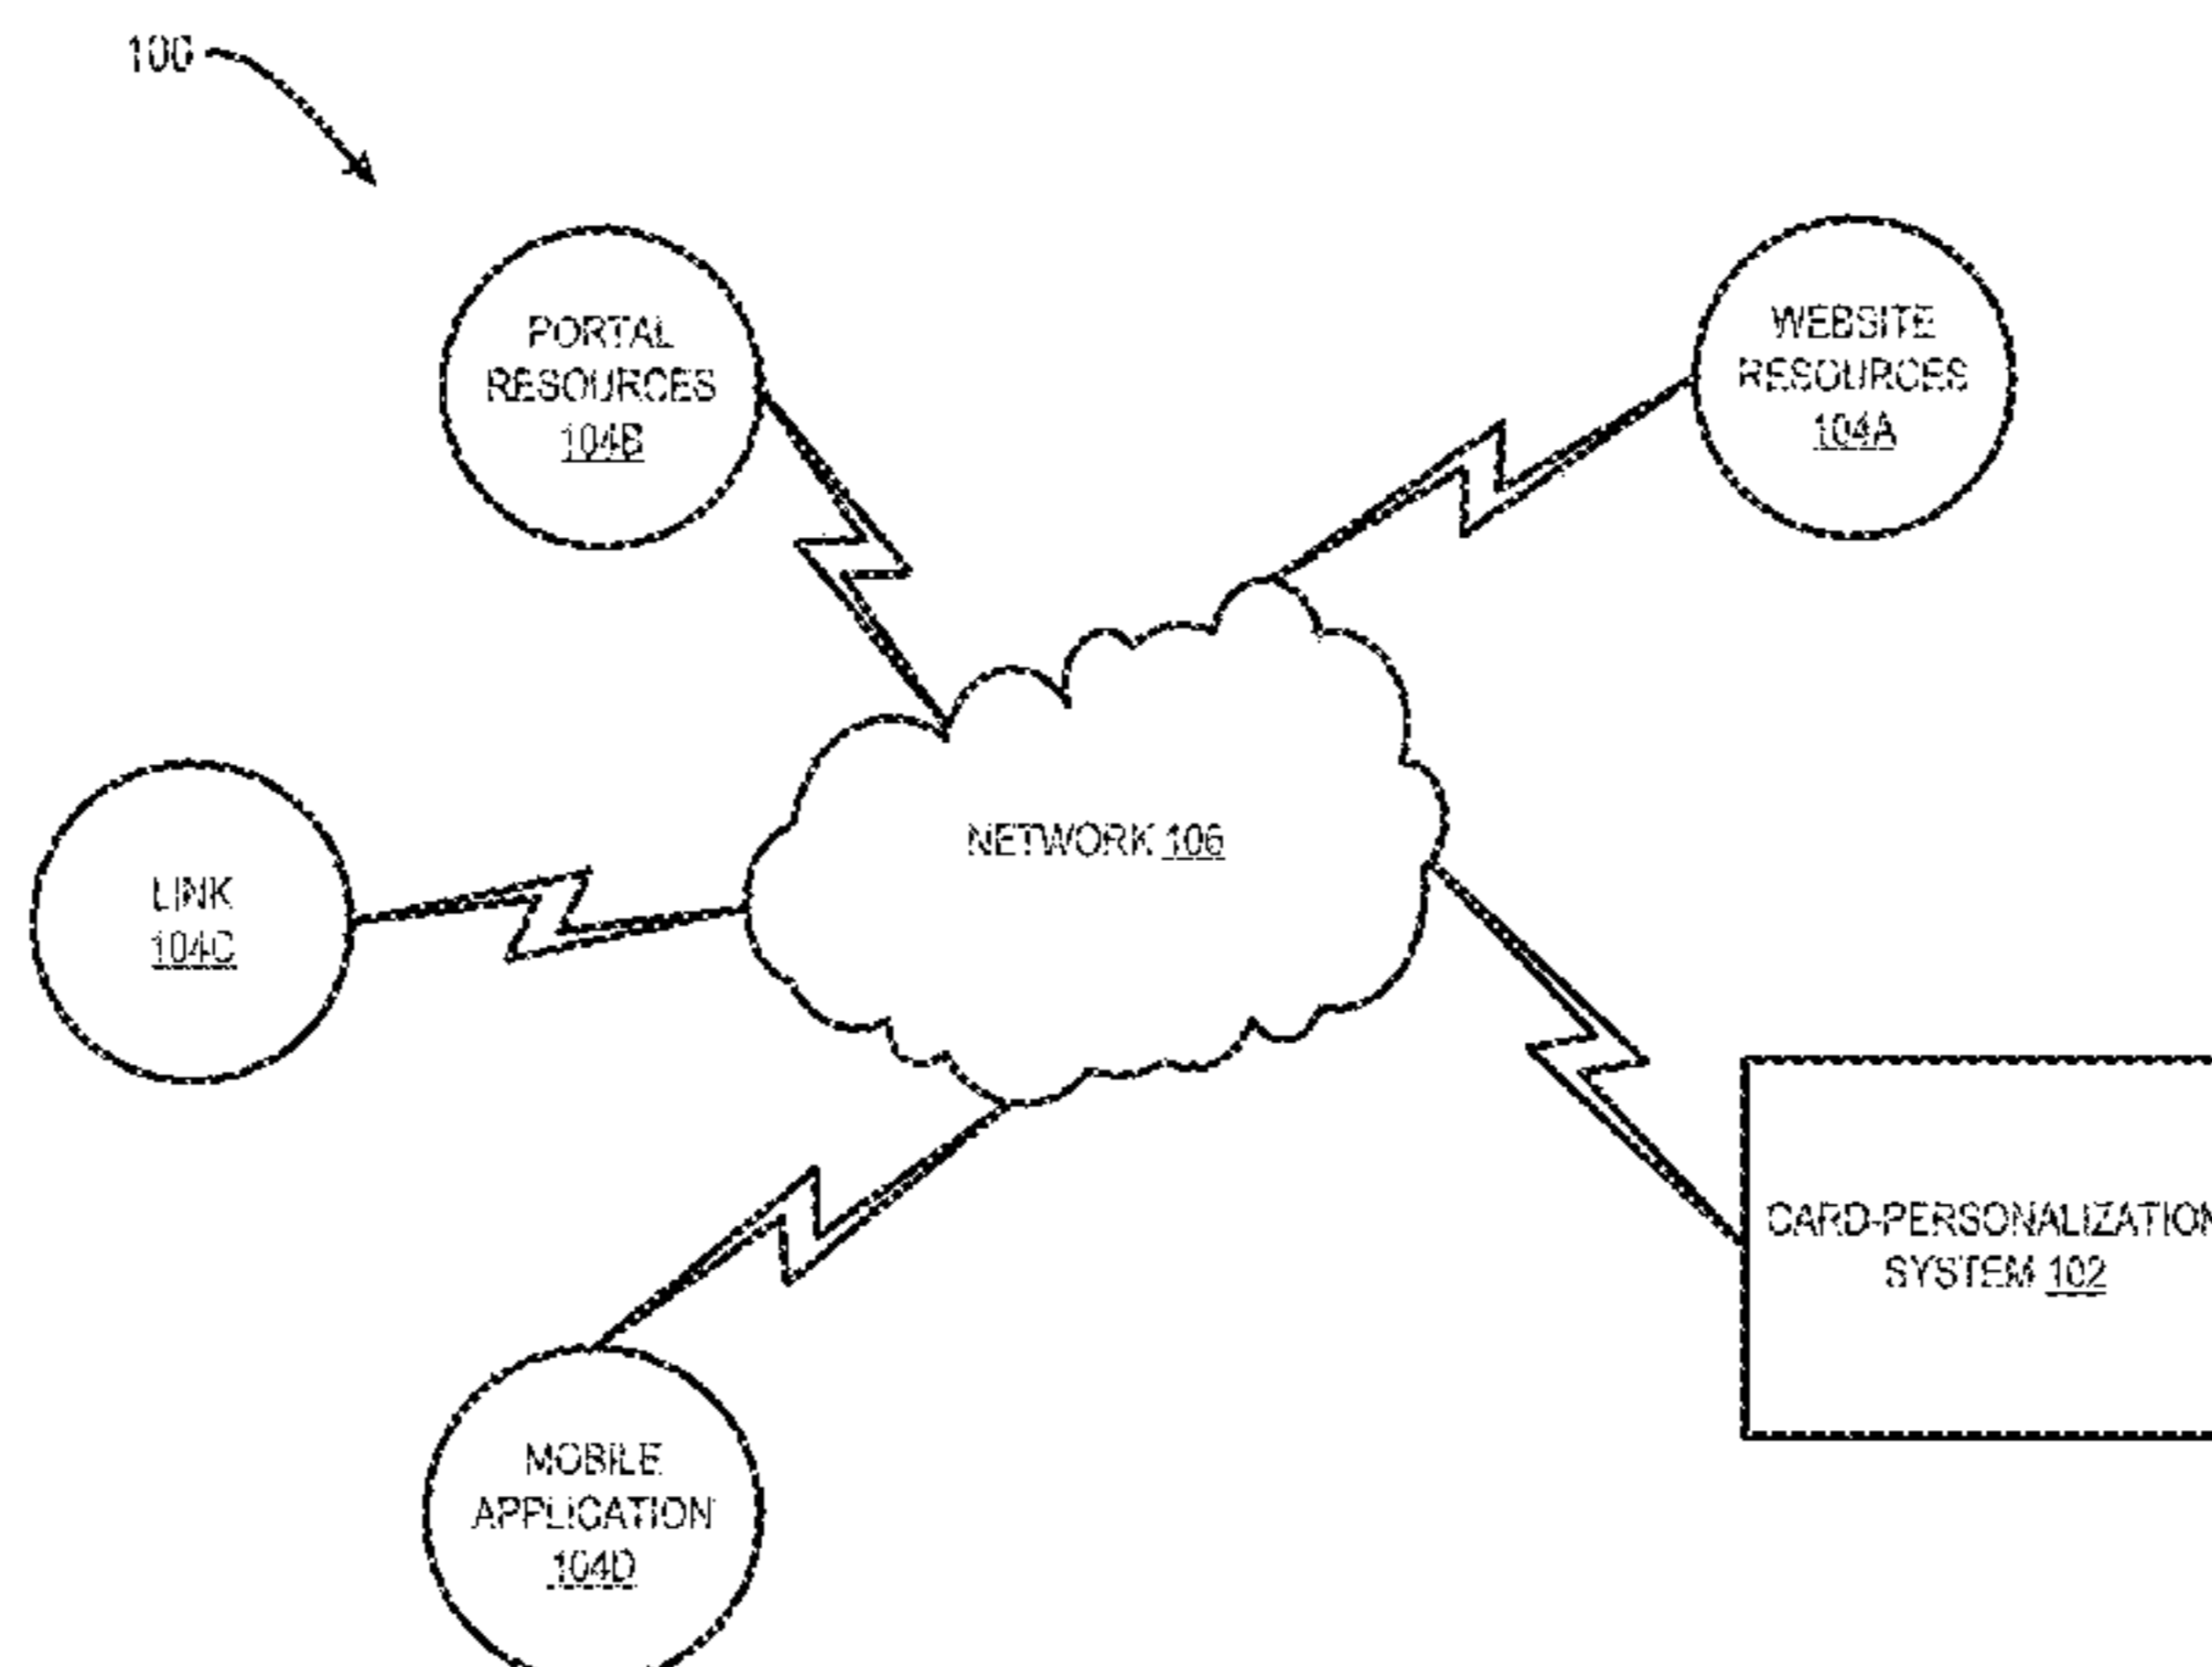 100
PORTAL
RESOURCES
104B
WEBSITE
RESOURCES
104A
NETWORK 106
LINK
104C
CARD-PERSONALIZATION
SYSTEM 102
MOBILE
APPLICATION
104D